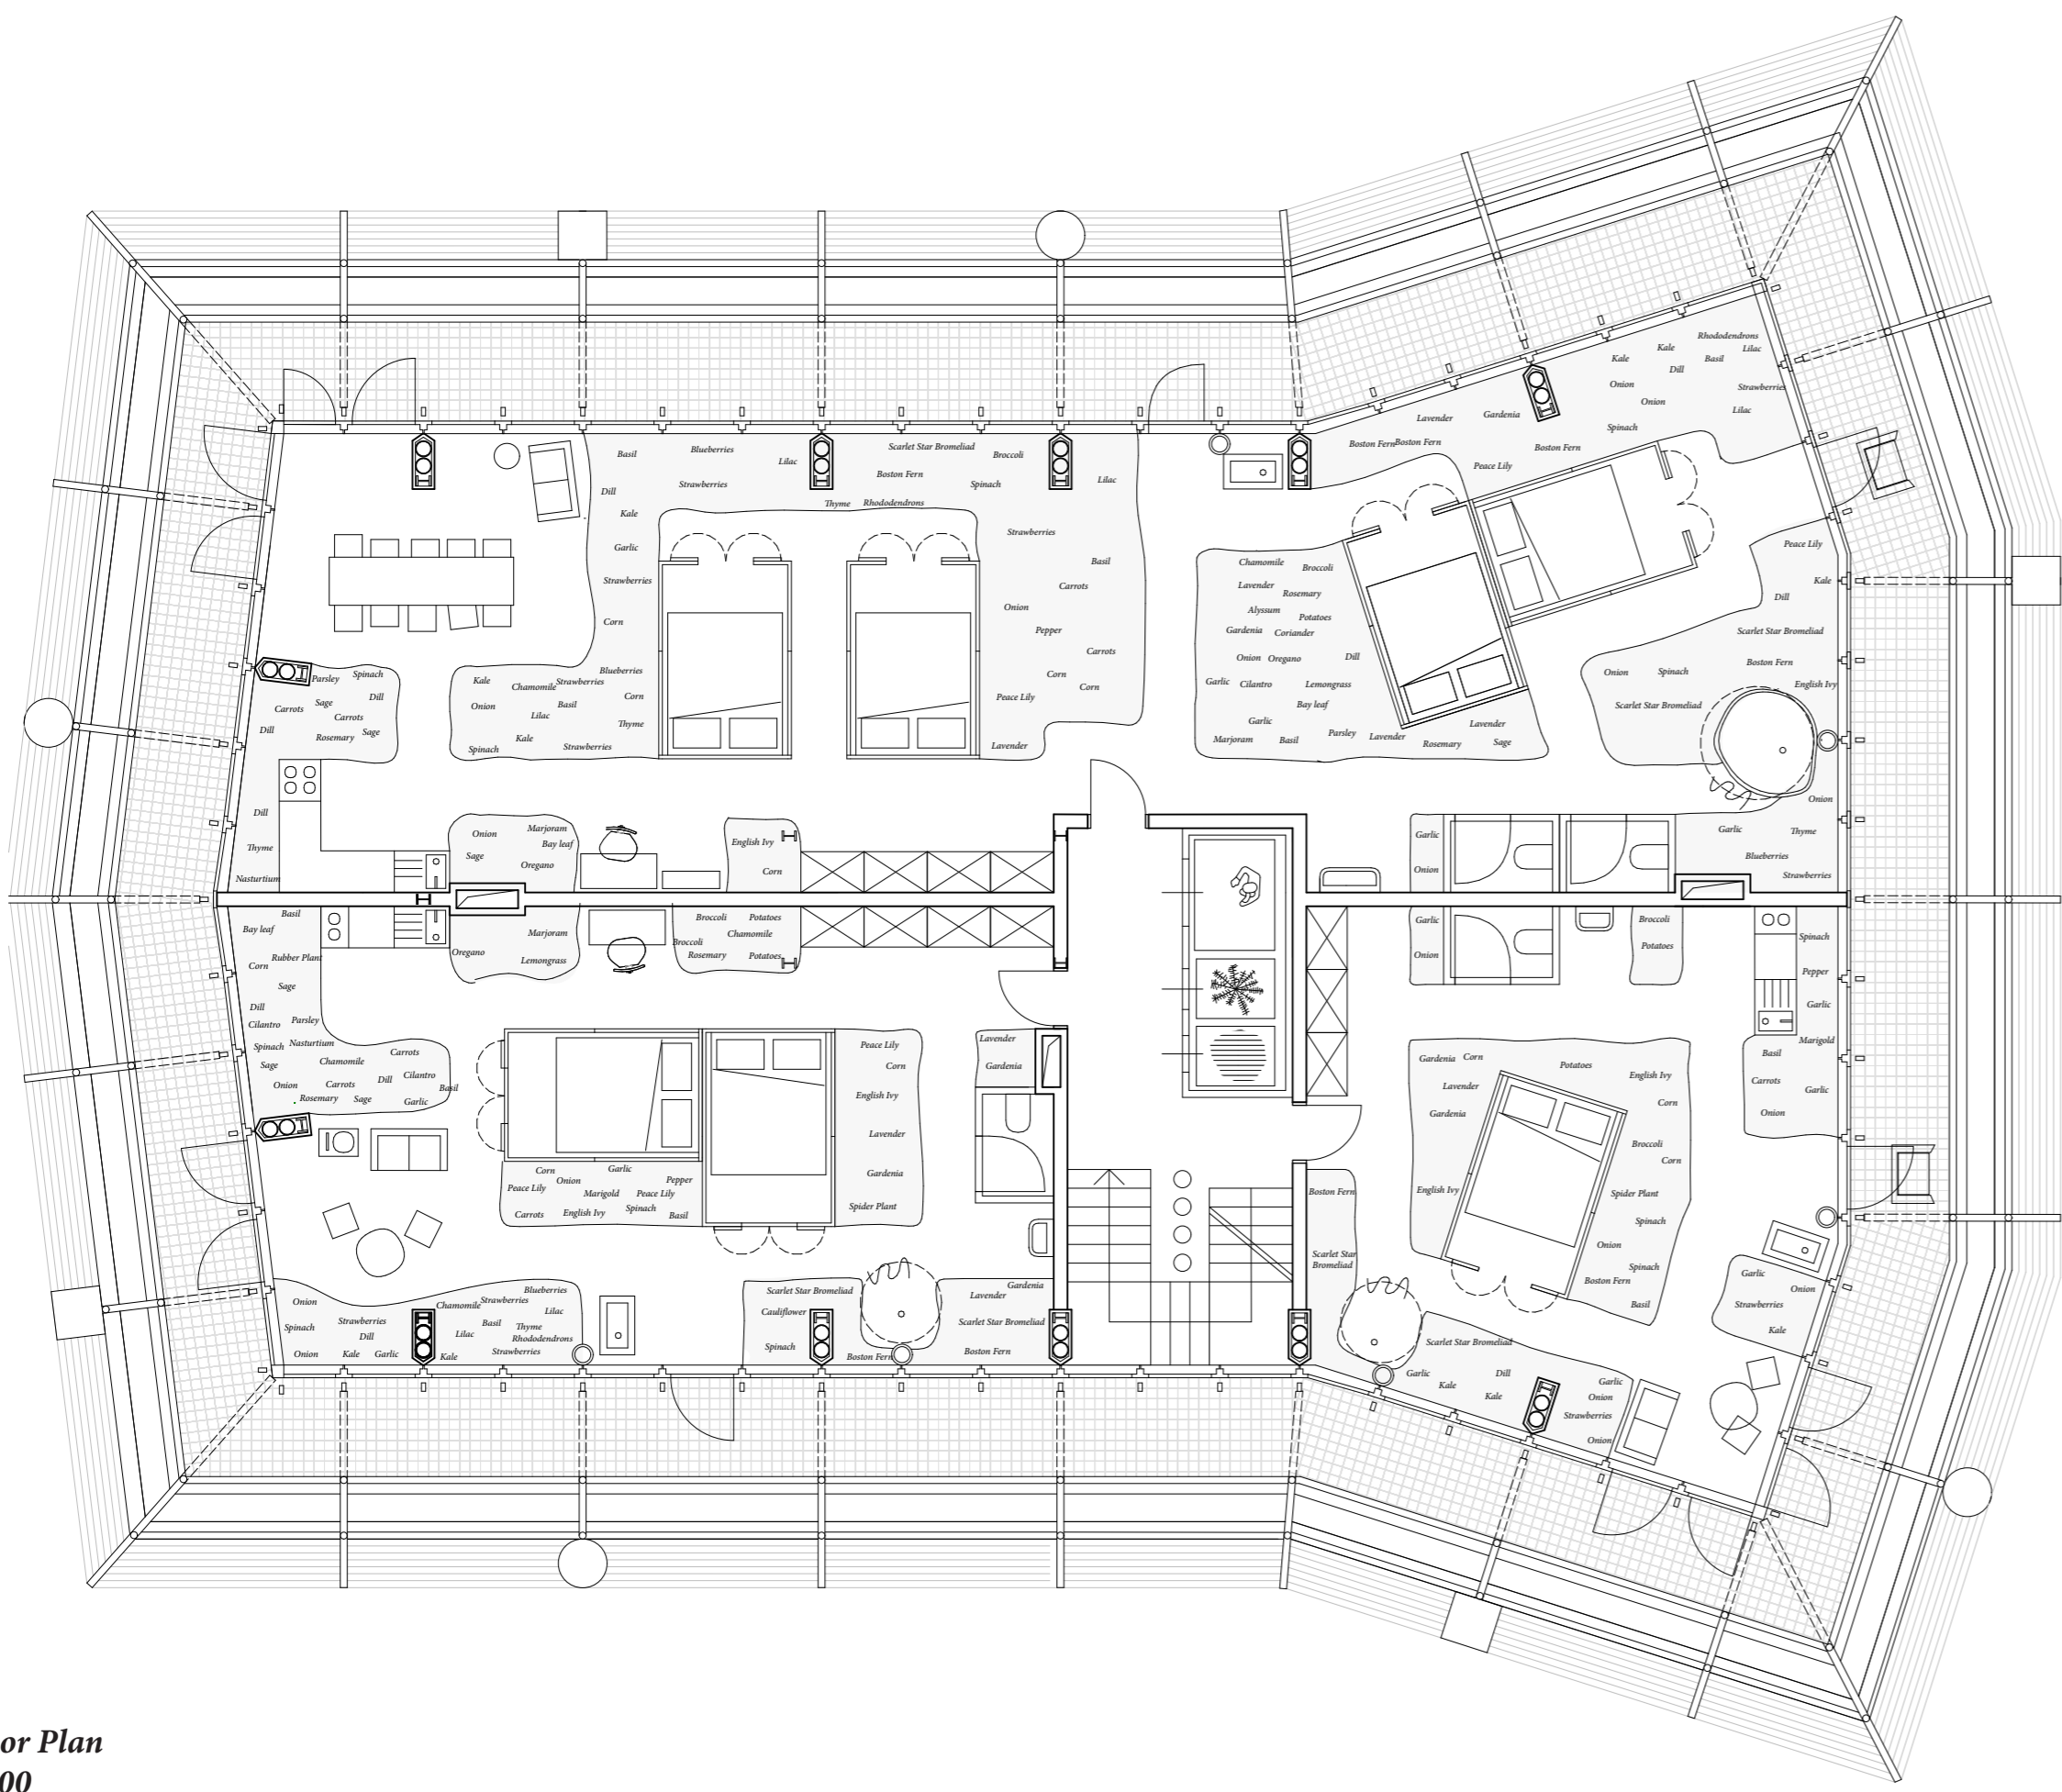 Rhododendrons
Kale
Lilac
Kale
Basil
Dill
Onion
Strawberries
Onion
Lilac
Lavender
Gardenia
Spinach
Boston Fern
Boston Fern
Boston Fern
Peace Lily
Basil
Blueberries
Lilac
Scarlet Star Bromeliad
Broccoli
Boston Fern
Strawberries
Spinach
Lilac
Dill
Thyme
Rhododendrons
Kale
Strawberries
Garlic
Basil
Strawberries
Carrots
Onion
Corn
Pepper
Carrots
Blueberries
Corn
Kale
Chamomile
Strawberries
Corn
Corn
Peace Lily
Onion
Basil
Lilac
Thyme
Kale
Spinach
Strawberries
Lavender
Parsley
Spinach
Sage
Dill
Carrots
Carrots
Dill
Rosemary
Sage
Dill
Thyme
Nasturtium
Onion
Marjoram
Bay leaf
Sage
Oregano
English Ivy
Corn
Chamomile
Broccoli
Lavender
Rosemary
Alyssum
Potatoes
Gardenia
Coriander
Onion
Oregano
Dill
Garlic
Cilantro
Lemongrass
Bay leaf
Garlic
Lavender
Marjoram
Basil
Parsley
Lavender
Rosemary
Sage
Peace Lily
Kale
Dill
Scarlet Star Bromeliad
Boston Fern
Onion
Spinach
English Ivy
Scarlet Star Bromeliad
Onion
Garlic
Garlic
Thyme
Onion
Blueberries
Strawberries
Basil
Bay leaf
Rubber Plant
Corn
Sage
Dill
Cilantro
Parsley
Spinach
Nasturtium
Carrots
Sage
Chamomile
Onion
Carrots
Dill
Cilantro
Basil
Rosemary
Sage
Garlic
Marjoram
Oregano
Lemongrass
Broccoli
Potatoes
Broccoli
Chamomile
Rosemary
Potatoes
Peace Lily
Corn
English Ivy
Lavender
Gardenia
Spider Plant
Lavender
Gardenia
Corn
Garlic
Onion
Pepper
Peace Lily
Marigold
Peace Lily
Carrots
English Ivy
Spinach
Basil
Onion
Blueberries
Chamomile
Strawberries
Lilac
Spinach
Strawberries
Basil
Thyme
Dill
Lilac
Rhododendrons
Onion
Kale
Garlic
Kale
Strawberries
Scarlet Star Bromeliad
Gardenia
Lavender
Cauliflower
Scarlet Star Bromeliad
Spinach
Boston Fern
Boston Fern
Garlic
Onion
Broccoli
Potatoes
Spinach
Pepper
Garlic
Marigold
Basil
Carrots
Garlic
Onion
Gardenia
Corn
Potatoes
Lavender
English Ivy
Gardenia
Corn
Broccoli
Corn
English Ivy
Spider Plant
Spinach
Onion
Spinach
Boston Fern
Basil
Boston Fern
Scarlet Star
Bromeliad
Garlic
Onion
Strawberries
Kale
Scarlet Star Bromeliad
Garlic
Dill
Garlic
Kale
Kale
Onion
Strawberries
Onion
or Plan
00